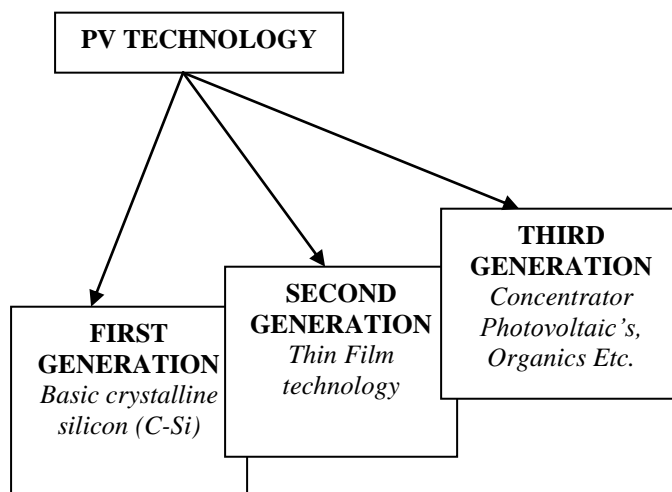 PV TECHNOLOGY
FIRST
GENERATION
Basic crystalline
silicon (C-Si)
SECOND
GENERATION
Thin Film
technology
THIRD
GENERATION
Concentrator
Photovoltaic's,
Organics Etc.